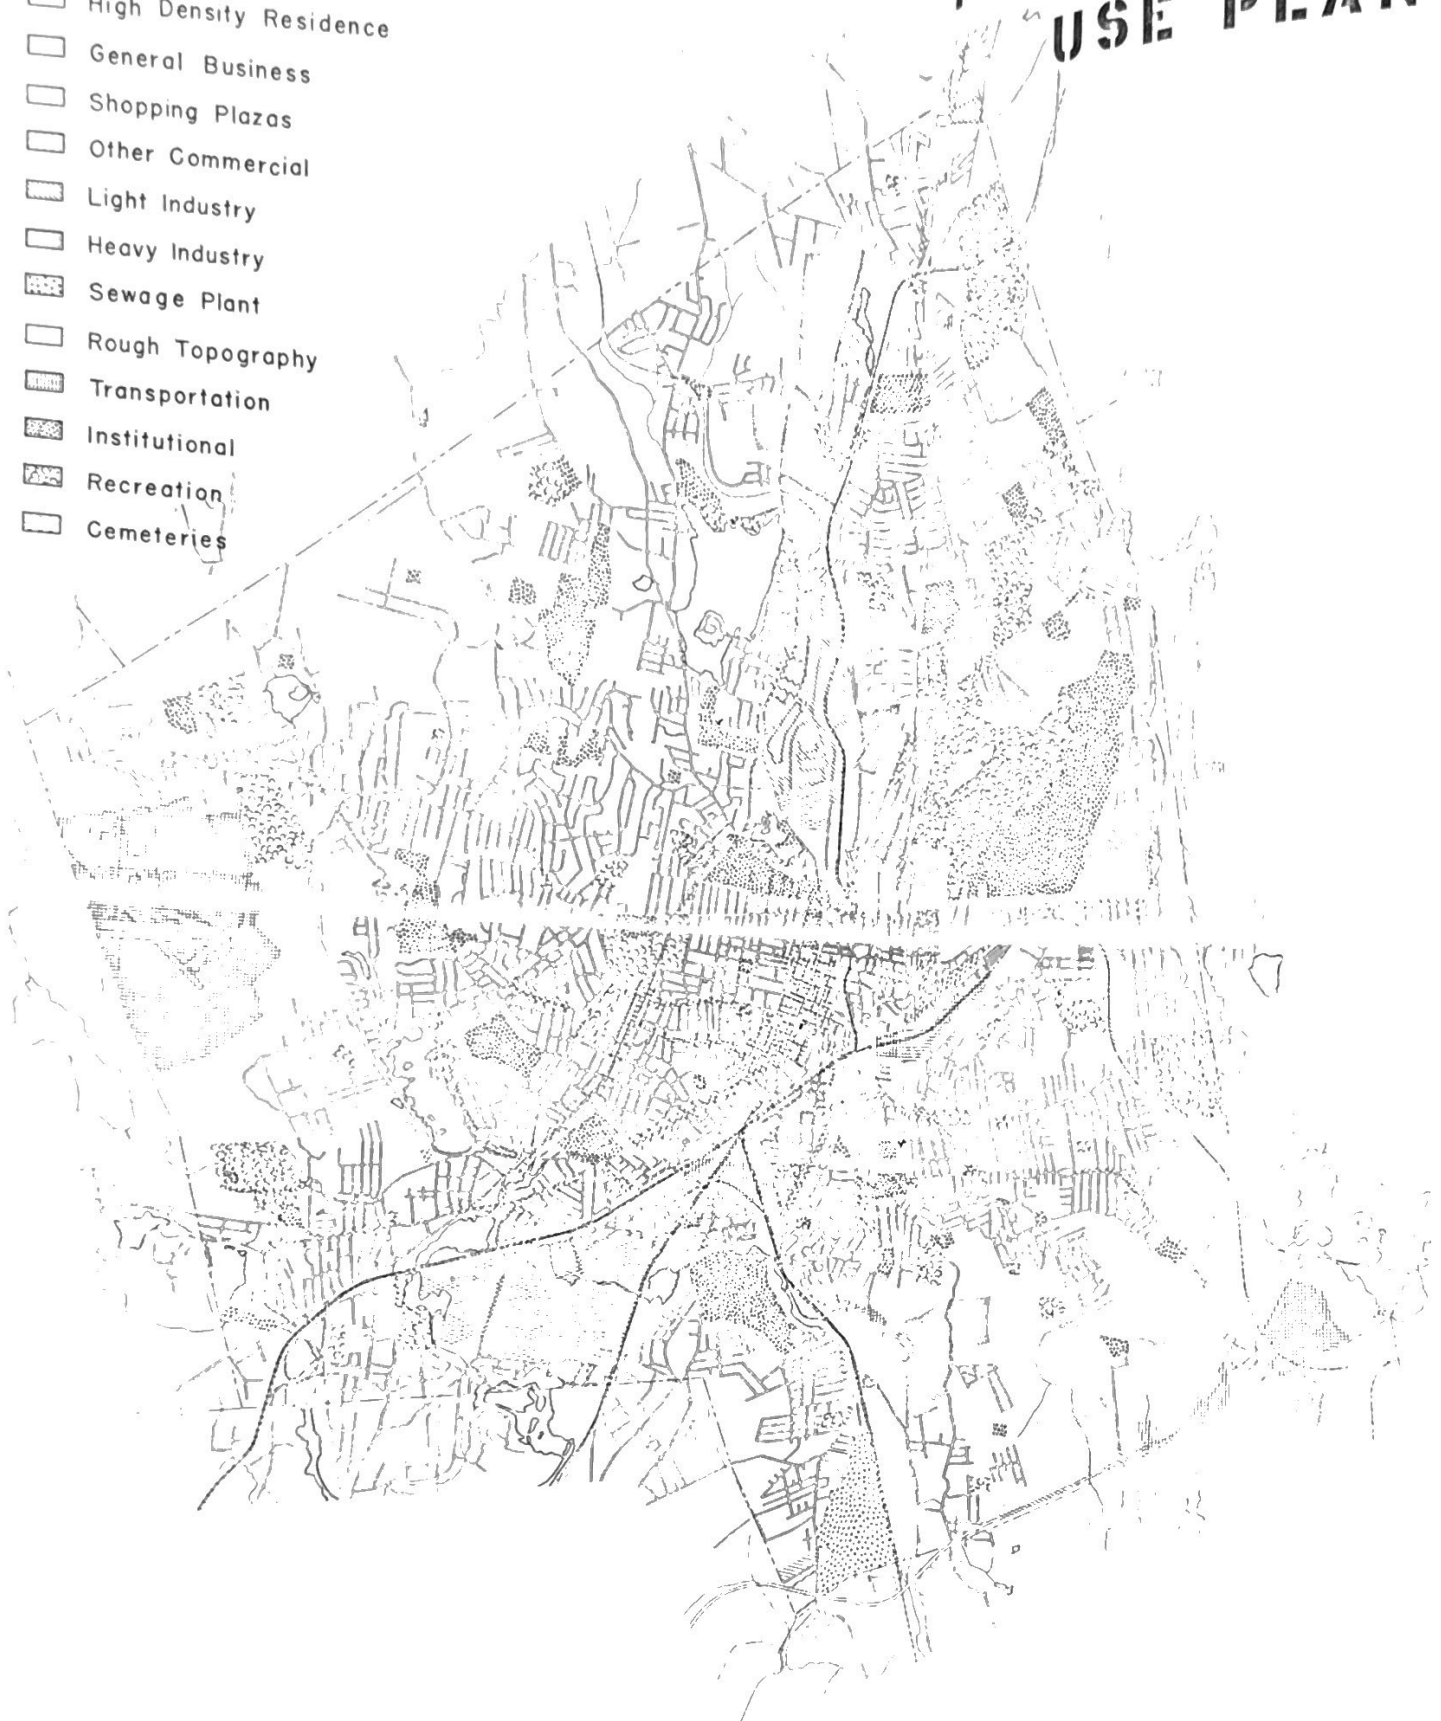 USE PLAN
High Density Residence
General Business
Shopping Plazas
Other Commercial
Light Industry
Heavy Industry
Sewage Plant
Rough Topography
Transportation
Institutional
Recreation
Cemeteries